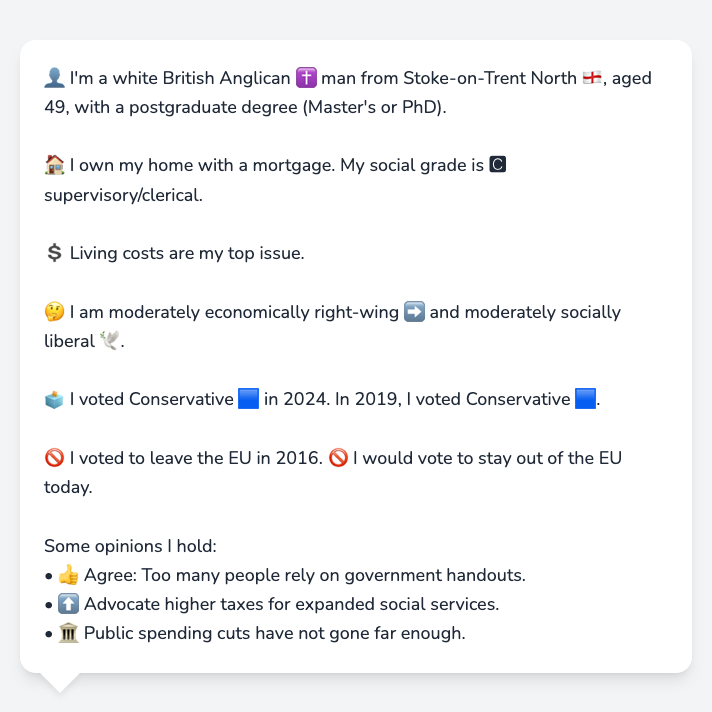 👤 I'm a white British Anglican ✝️ man from Stoke-on-Trent North 🏴󠁧󠁢󠁥󠁮󠁧󠁿, aged
49, with a postgraduate degree (Master's or PhD).
🏠 I own my home with a mortgage. My social grade is 🅲
supervisory/clerical.
💲 Living costs are my top issue.
🤔 I am moderately economically right-wing ➡️ and moderately socially
liberal 🕊️.
🗳️ I voted Conservative 🟦 in 2024. In 2019, I voted Conservative 🟦.
🚫 I voted to leave the EU in 2016. 🚫 I would vote to stay out of the EU
today.
Some opinions I hold:
• 👍 Agree: Too many people rely on government handouts.
• ⬆️ Advocate higher taxes for expanded social services.
• 🏛️ Public spending cuts have not gone far enough.